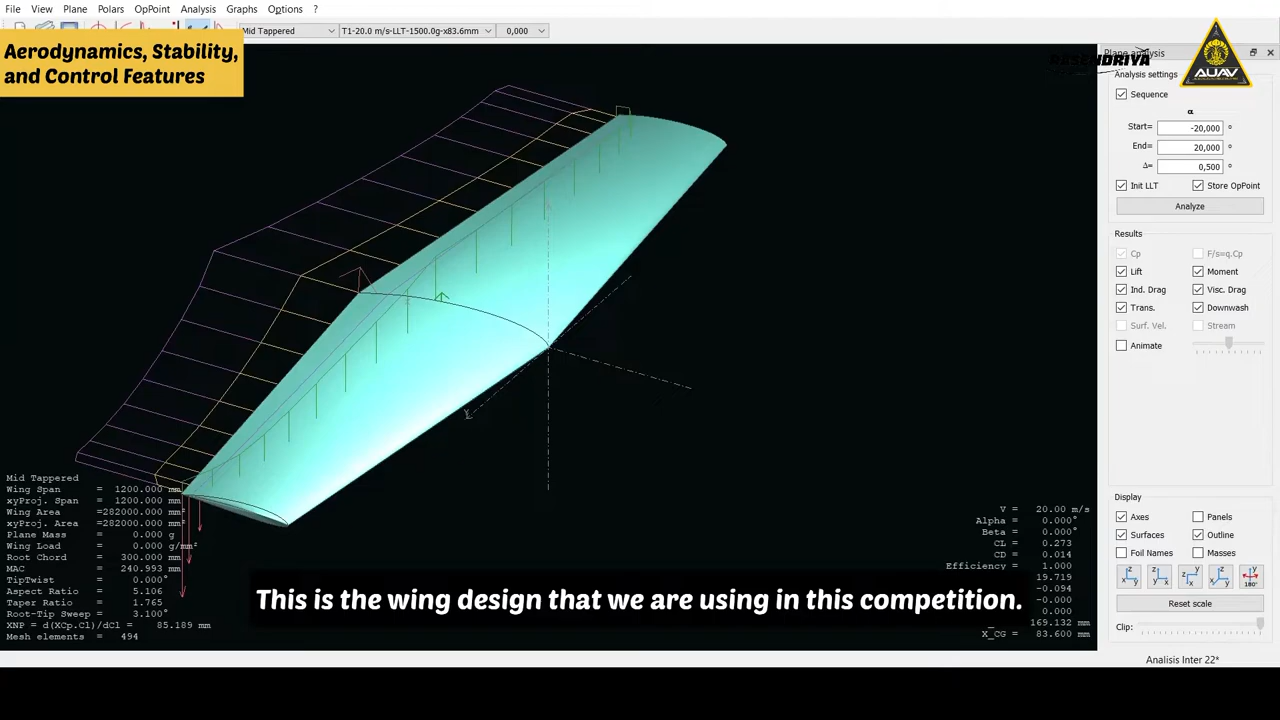 File View Plane Polars OpPoint Analysis Graphs Options ?
Mid Tappered T1-20.0 m/s-LLT-1500.0g-x83.6mm 0,000
Aerodynamics, Stability,
and Control Features
Plane analysis
RESENDRIYA
AUAV
Analysis settings
Sequence
α
Start= -20,000 °
End= 20,000 °
Δ= 0,500 °
Init LLT Store OpPoint
Analyze
Results
Cp F/s=q.Cp
Lift Moment
Ind. Drag Visc. Drag
Trans. Downwash
Surf. Vel. Stream
Animate
Y
Mid Tappered
Wing Span = 1200.000 mm
xyProj. Span = 1200.000 mm
Wing Area =282000.000 mm²
xyProj. Area =282000.000 mm²
Plane Mass = 0.000 g
Wing Load = 0.000 g/mm²
Root Chord = 300.000 mm
MAC = 240.993 mm
TipTwist = 0.000°
Aspect Ratio = 5.106
Taper Ratio = 1.765
Root-Tip Sweep = 3.100°
XNP = d(XCp.Cl)/dCl = 85.189 mm
Mesh elements = 494
V = 20.00 m/s
Alpha = 0.000°
Beta = 0.000°
CL = 0.273
CD = 0.014
Efficiency = 1.000
19.719
-0.094
-0.000
0.000
169.132 mm
X_CG = 83.600 mm
This is the wing design that we are using in this competition.
Display
Axes Panels
Surfaces Outline
Foil Names Masses
Reset scale
Clip:
Analisis Inter 22*